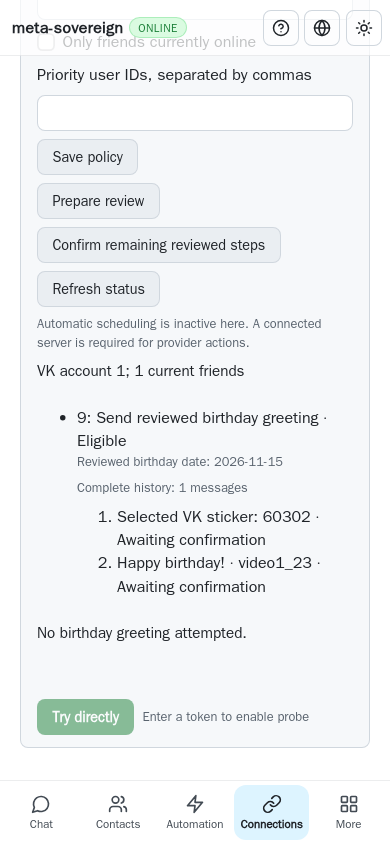 meta-sovereign ONLINE
Only friends currently online
Priority user IDs, separated by commas
Save policy
Prepare review
Confirm remaining reviewed steps
Refresh status
Automatic scheduling is inactive here. A connected
server is required for provider actions.
VK account 1; 1 current friends
• 9: Send reviewed birthday greeting ·
Eligible
Reviewed birthday date: 2026-11-15
Complete history: 1 messages
1. Selected VK sticker: 60302 ·
Awaiting confirmation
2. Happy birthday! · video1_23 ·
Awaiting confirmation
No birthday greeting attempted.
Try directly Enter a token to enable probe
Chat Contacts Automation Connections More